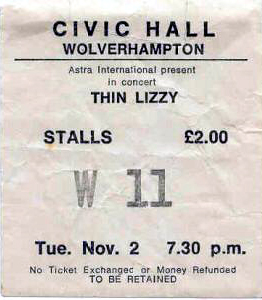 CIVIC HALL
WOLVERHAMPTON
Astra International present
in concert
THIN LIZZY
STALLS £2.00
W 11
Tue. Nov. 2 7.30 p.m.
No Ticket Exchanged or Money Refunded
TO BE RETAINED